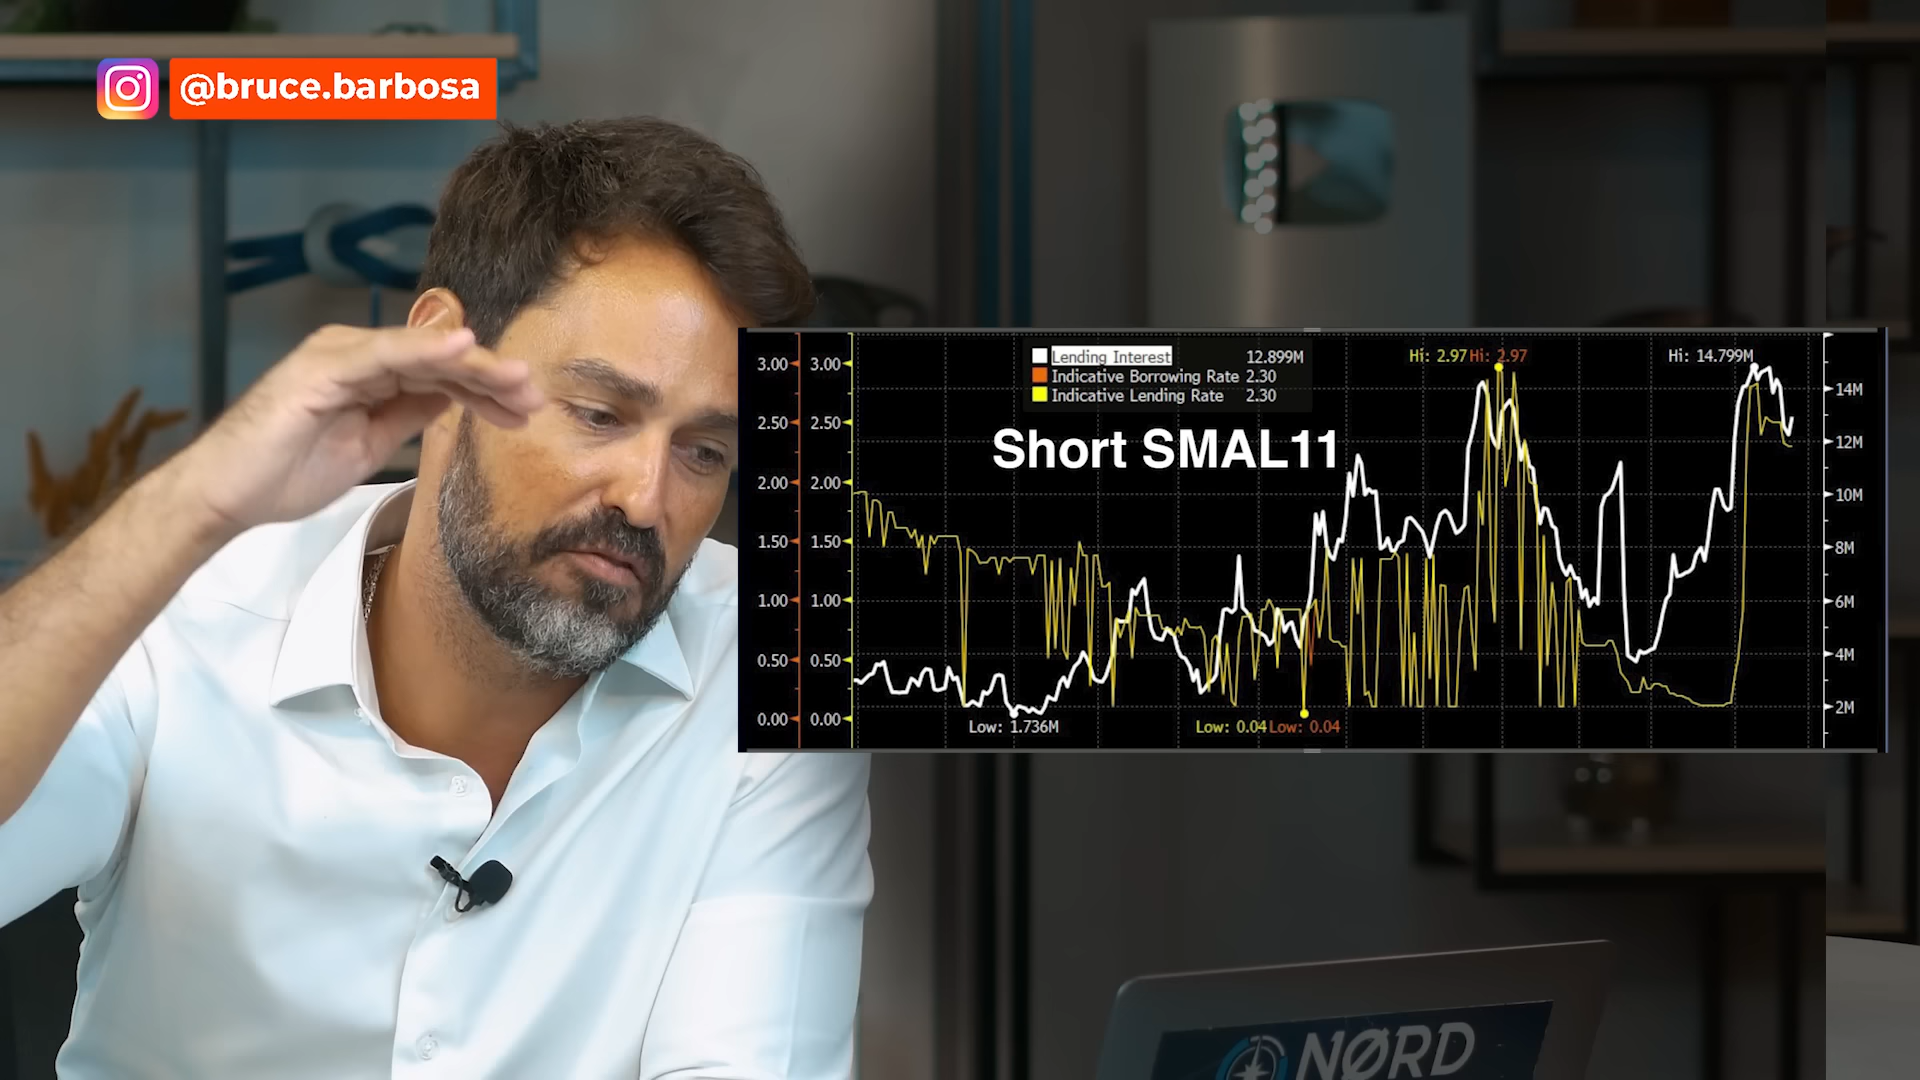 @bruce.barbosa
3.00 3.00 Lending Interest 12.899M Hi: 2.97 Hi: 2.97 Hi: 14.799M
Indicative Borrowing Rate 2.30
Indicative Lending Rate 2.30
14M
2.50 2.50
Short SMAL11
12M
2.00 2.00
10M
1.50 1.50
8M
1.00 1.00
6M
0.50 0.50
4M
0.00 0.00
2M
Low: 1.736M Low: 0.04 Low: 0.04
NØRD